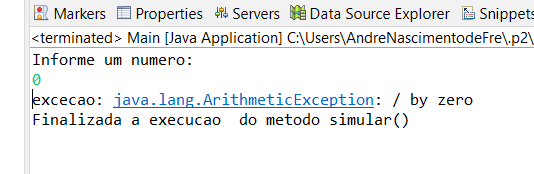 Markers Properties Servers Data Source Explorer Snippets
<terminated> Main [Java Application] C:\Users\AndreNascimentodeFre\.p2\
Informe um numero:
0
excecao: java.lang.ArithmeticException: / by zero
Finalizada a execucao  do metodo simular()